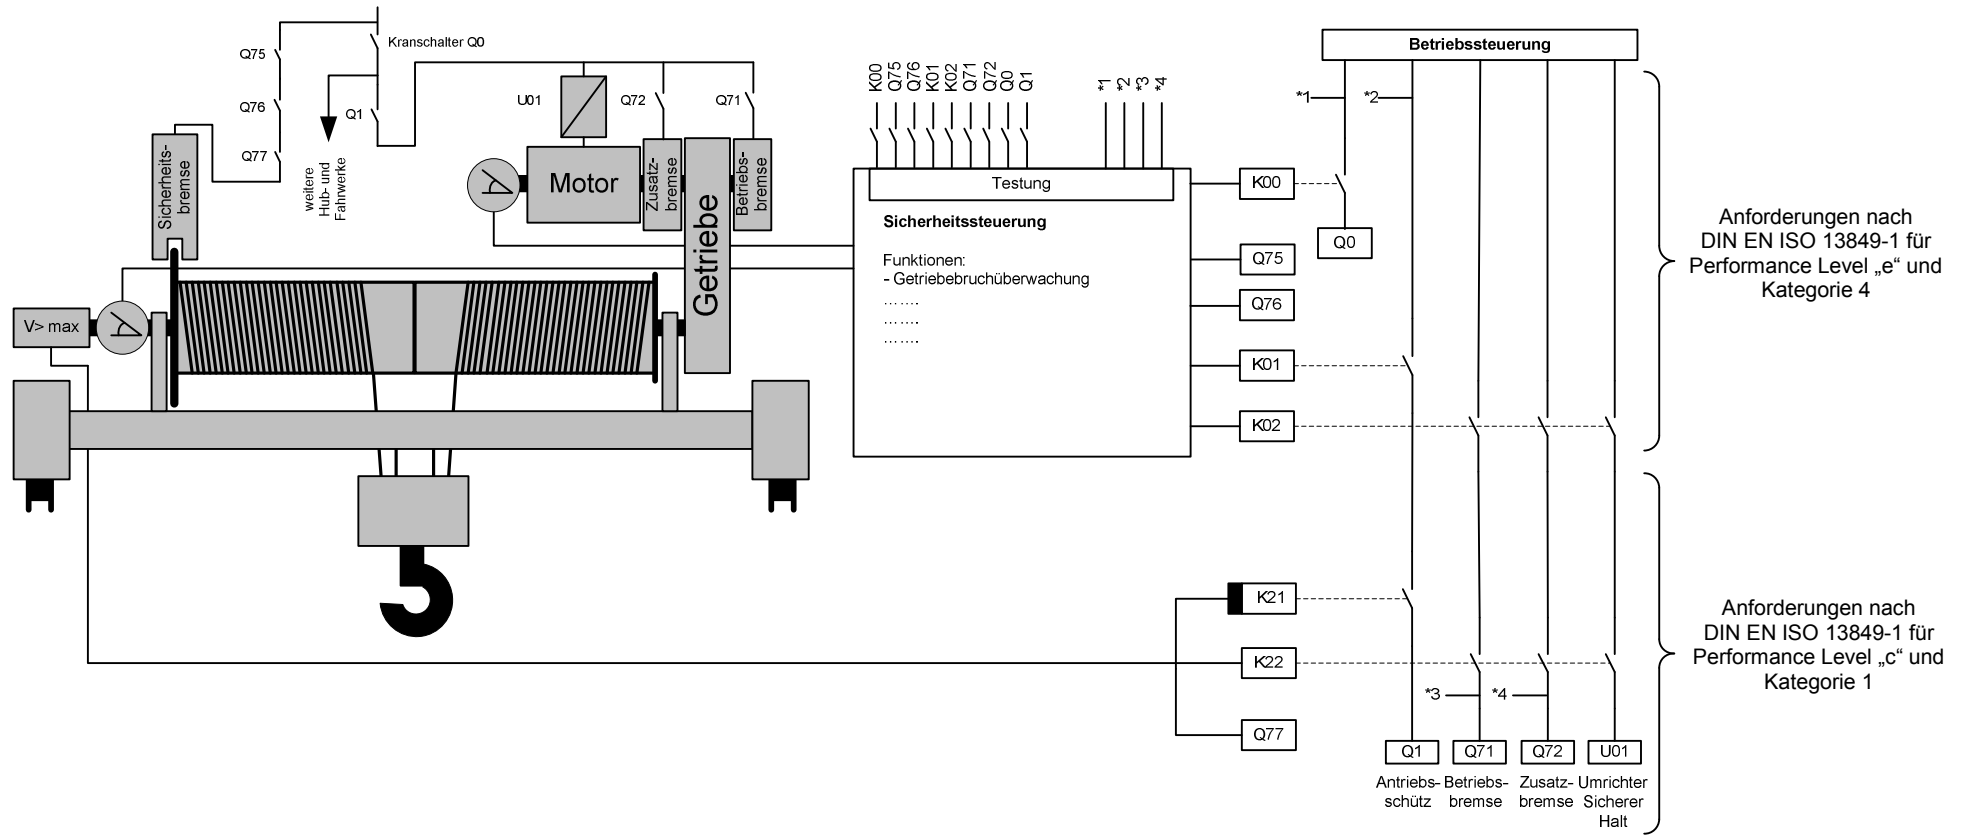 Kranschalter Q0
Q75
Q76
Q77
Q1
weitere
Hub- und
Fahrwerke
Sicherheits-
bremse
U01
Q72
Q71
Motor
Zusatz-
bremse
Betriebs-
bremse
Getriebe
V> max
K00
Q75
Q76
K01
K02
Q71
Q72
Q0
Q1
*1
*2
*3
*4
Testung
Sicherheitssteuerung
Funktionen:
- Getriebebruchüberwachung
.......
.......
.......
K00
Q75
Q76
K01
K02
K21
K22
Q77
Betriebssteuerung
*1
*2
Q0
*3
*4
Q1
Q71
Q72
U01
Antriebs-
schütz
Betriebs-
bremse
Zusatz-
bremse
Umrichter
Sicherer
Halt
Anforderungen nach
DIN EN ISO 13849-1 für
Performance Level „e“ und
Kategorie 4
Anforderungen nach
DIN EN ISO 13849-1 für
Performance Level „c“ und
Kategorie 1